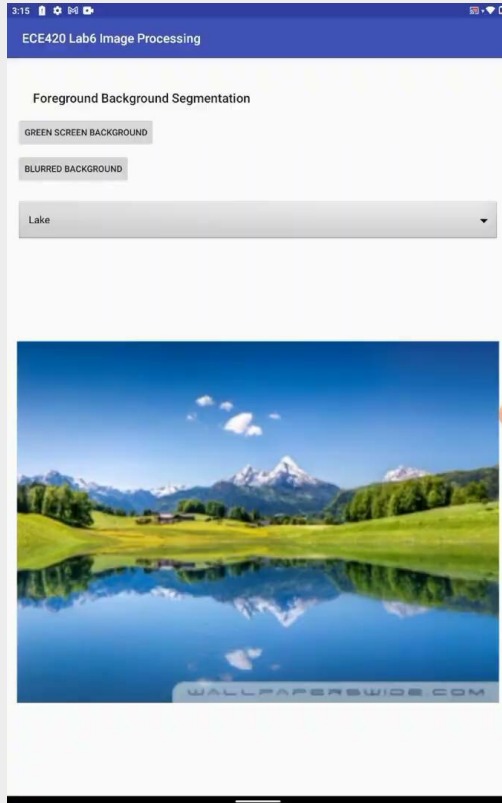 3:15
ECE420 Lab6 Image Processing
Foreground Background Segmentation
GREEN SCREEN BACKGROUND
BLURRED BACKGROUND
Lake
WALLPAPERSWIDE.COM